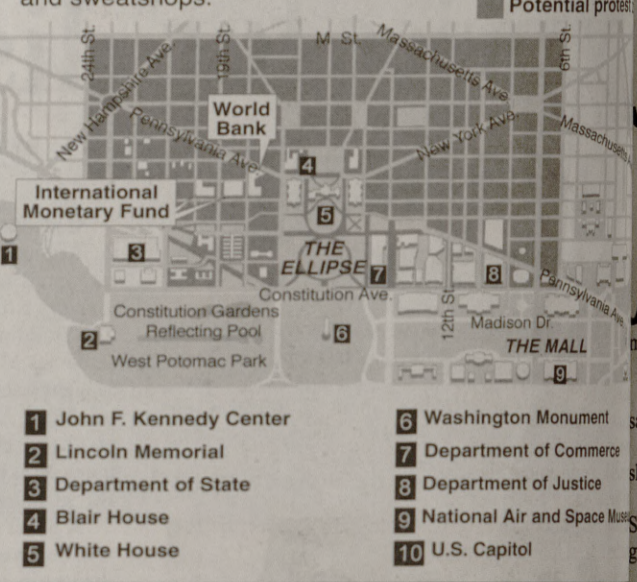 and sweatshops.
Potential protest
24th St.
19th St.
M St.
Massachusetts Ave.
6th St.
New Hampshire Ave.
Pennsylvania Ave.
World
Bank
New York Ave.
Massachusetts
4
International
Monetary Fund
5
1
3
THE
ELLIPSE
7
8
Constitution Ave.
Pennsylvania Ave.
Constitution Gardens
12th St.
Madison Dr.
2
Reflecting Pool
6
THE MALL
West Potomac Park
9
1 John F. Kennedy Center
2 Lincoln Memorial
3 Department of State
4 Blair House
5 White House
6 Washington Monument
7 Department of Commerce
8 Department of Justice
9 National Air and Space Muse
10 U.S. Capitol